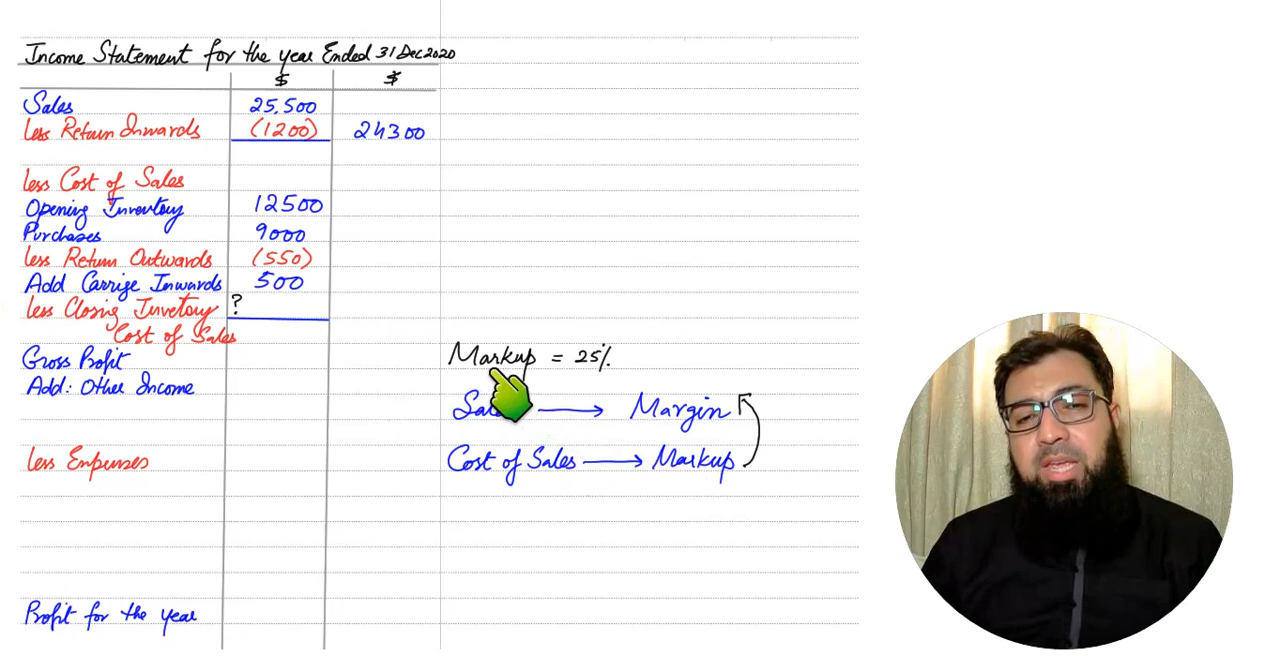 Income Statement for the year Ended 31 Dec 2020
$ $
Sales 25,500
less Return Inwards (1200) 24300
less Cost of Sales
Opening Inventory 12500
Purchases 9000
less Return Outwards (550)
Add Carrige Inwards 500
less Closing Invetory ?
Cost of Sales
Gross Profit
Add: Other Income
less Expenses
Profit for the year
Markup = 25%
Margin
Cost of Sales Markup